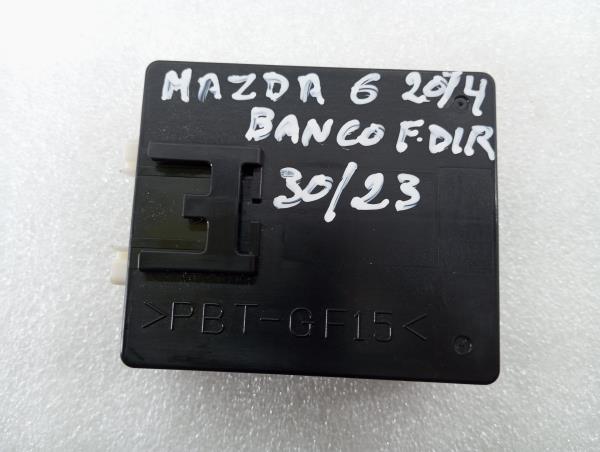 MAZDA 6 2014
BANCO F.DIR
30/23
>PBT-GF15<